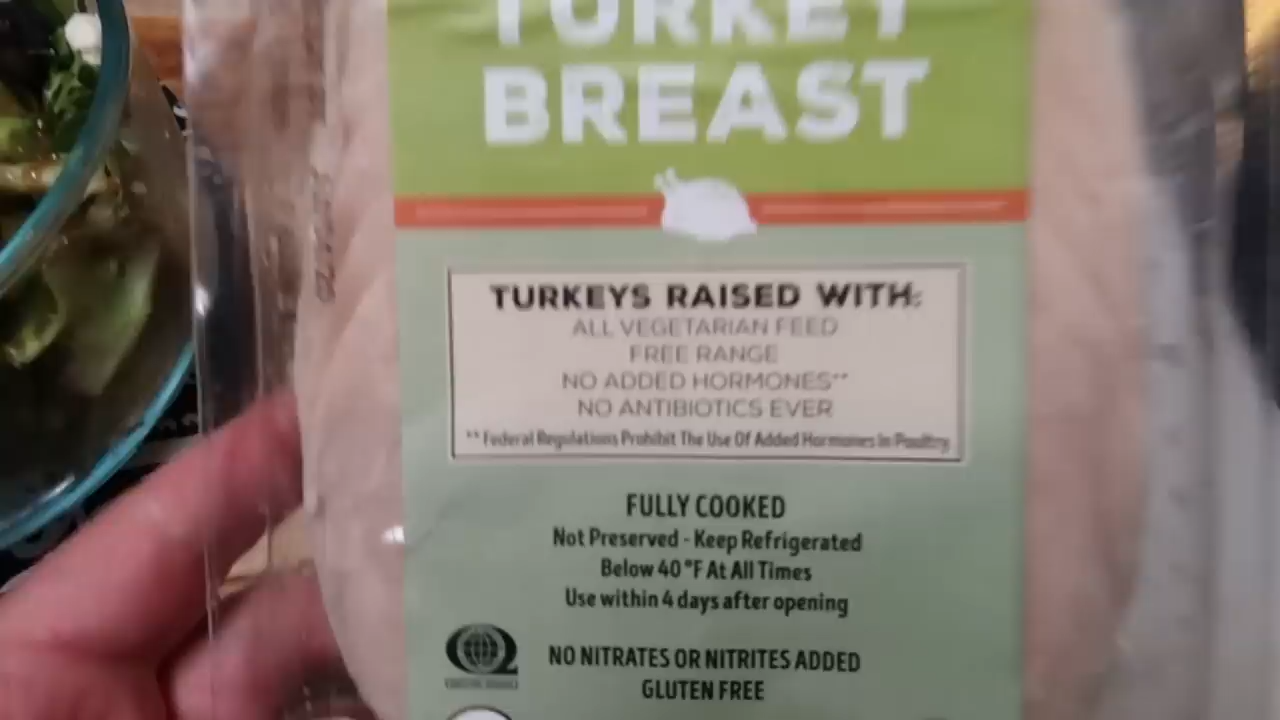 TURKEY
BREAST
TURKEYS RAISED WITH:
ALL VEGETARIAN FEED
FREE RANGE
NO ADDED HORMONES**
NO ANTIBIOTICS EVER
** Federal Regulations Prohibit The Use Of Added Hormones In Poultry
FULLY COOKED
Not Preserved - Keep Refrigerated
Below 40 °F At All Times
Use within 4 days after opening
NO NITRATES OR NITRITES ADDED
GLUTEN FREE